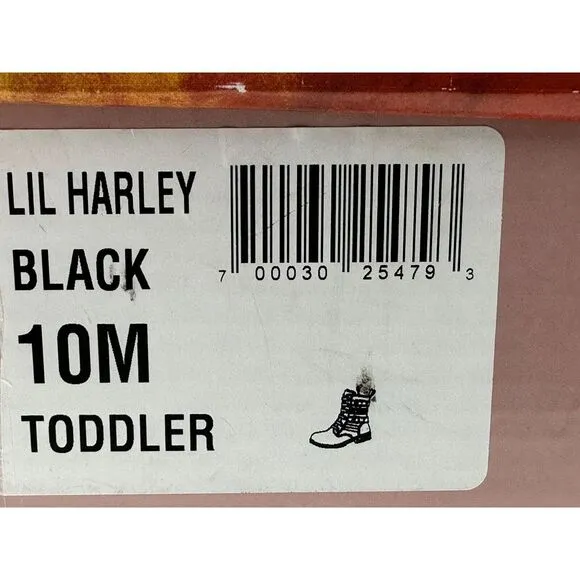 LIL HARLEY
BLACK
10M
TODDLER
7 00030 25479 3